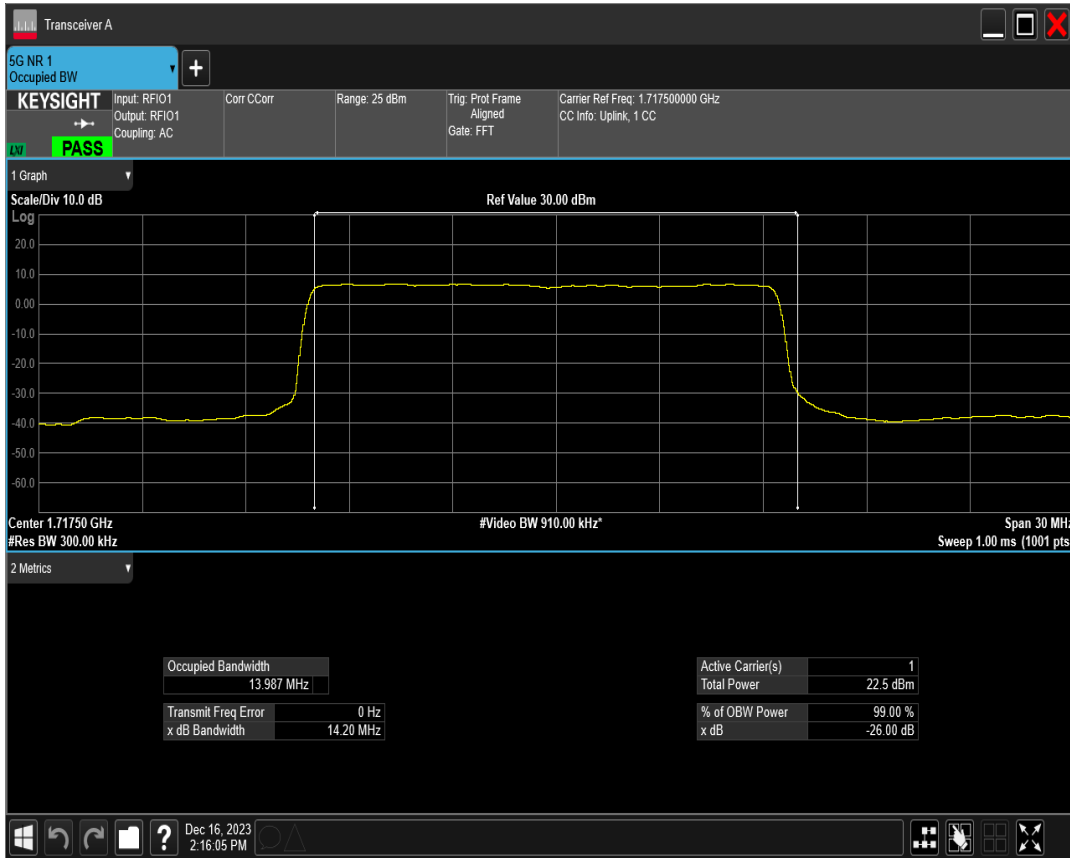 Transceiver A
5G NR 1
Occupied BW
+
KEYSIGHT
Input: RFIO1
Output: RFIO1
Coupling: AC
Corr CCorr
Range: 25 dBm
Trig: Prot Frame
Aligned
Gate: FFT
Carrier Ref Freq: 1.717500000 GHz
CC Info: Uplink, 1 CC
LXI
PASS
1 Graph
Scale/Div 10.0 dB
Ref Value 30.00 dBm
Log
20.0
10.0
0.00
-10.0
-20.0
-30.0
-40.0
-50.0
-60.0
Center 1.71750 GHz
#Video BW 910.00 kHz*
Span 30 MHz
#Res BW 300.00 kHz
Sweep 1.00 ms (1001 pts
2 Metrics
Occupied Bandwidth
13.987 MHz
Transmit Freq Error 0 Hz
x dB Bandwidth 14.20 MHz
Active Carrier(s) 1
Total Power 22.5 dBm
% of OBW Power 99.00 %
x dB -26.00 dB
?
Dec 16, 2023
2:16:05 PM